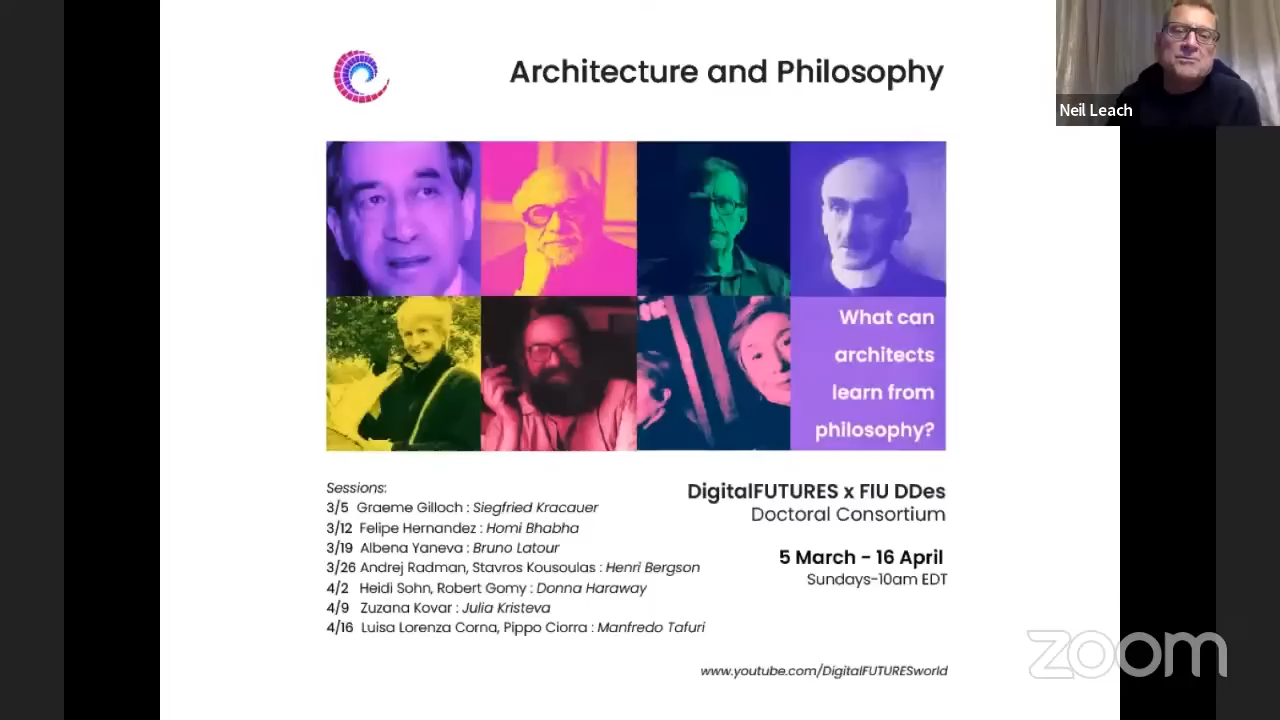 Architecture and Philosophy
Neil Leach
What can
architects
learn from
philosophy?
Sessions:
3/5 Graeme Gilloch : Siegfried Kracauer
3/12 Felipe Hernandez : Homi Bhabha
3/19 Albena Yaneva : Bruno Latour
3/26 Andrej Radman, Stavros Kousoulas : Henri Bergson
4/2 Heidi Sohn, Robert Gomy : Donna Haraway
4/9 Zuzana Kovar : Julia Kristeva
4/16 Luisa Lorenza Corna, Pippo Ciorra : Manfredo Tafuri
DigitalFUTURES x FIU DDes
Doctoral Consortium
5 March - 16 April
Sundays-10am EDT
www.youtube.com/DigitalFUTURESworld
zoom